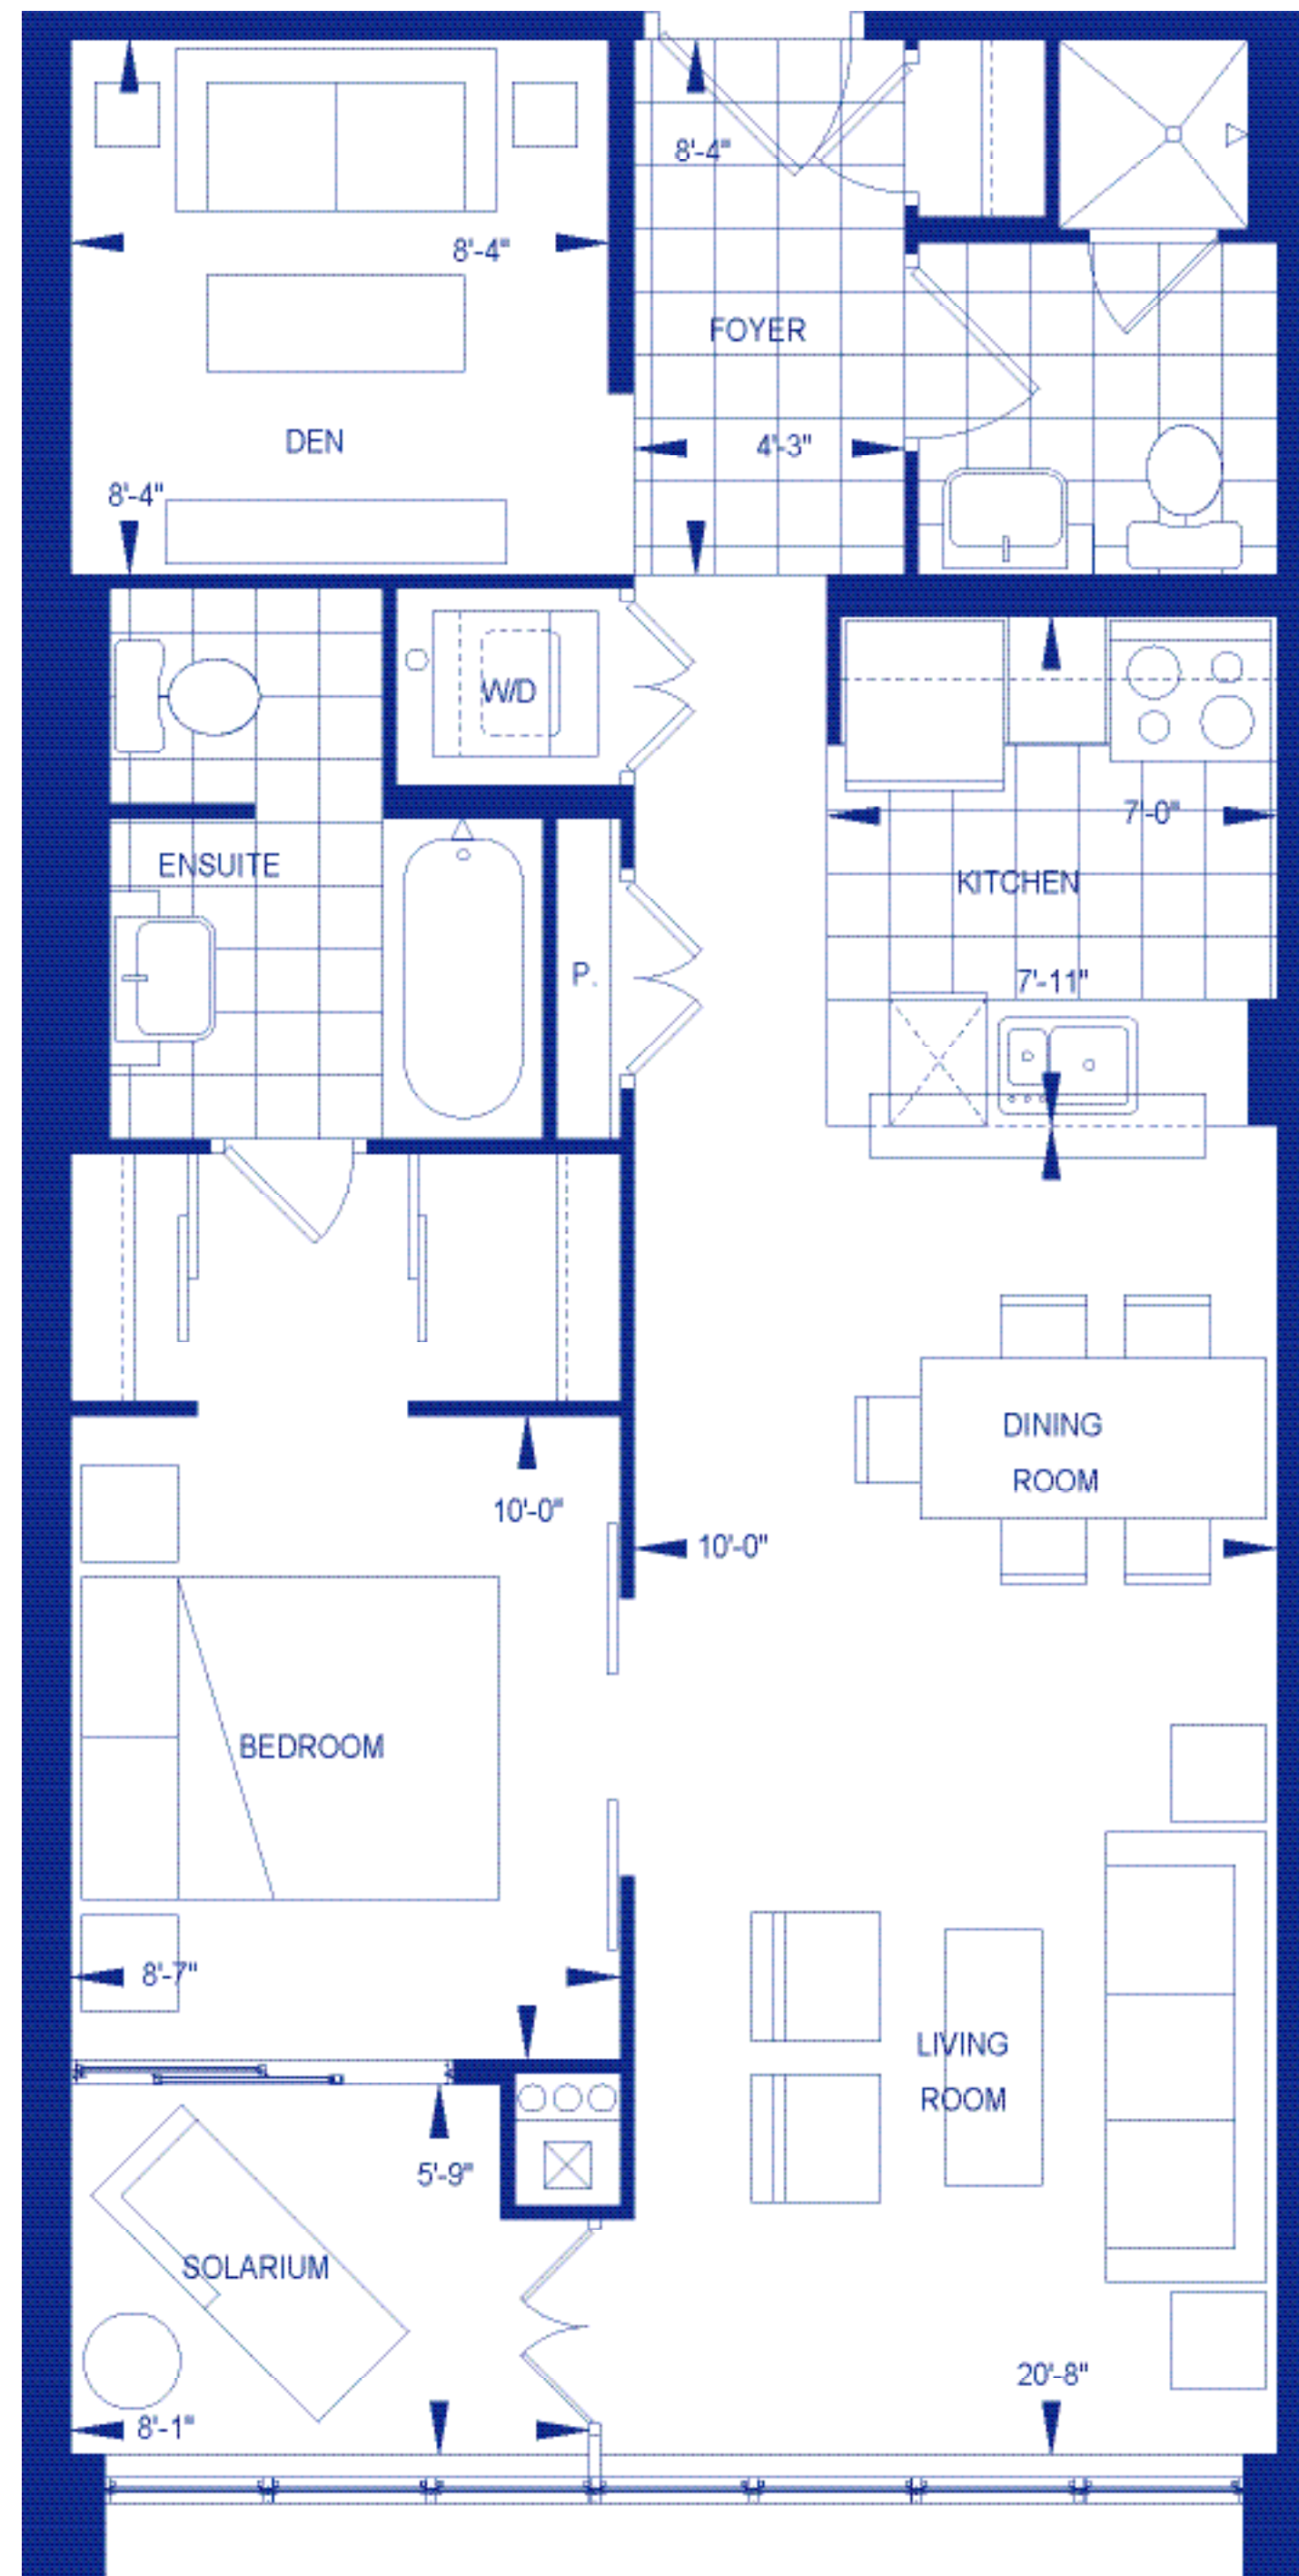 8'-4"
8'-4"
FOYER
DEN
4'-3"
8'-4"
W/D
7'-0"
ENSUITE
KITCHEN
P.
7'-11"
DINING
ROOM
10'-0"
10'-0"
BEDROOM
8'-7"
LIVING
ROOM
5'-9"
SOLARIUM
20'-8"
8'-1"